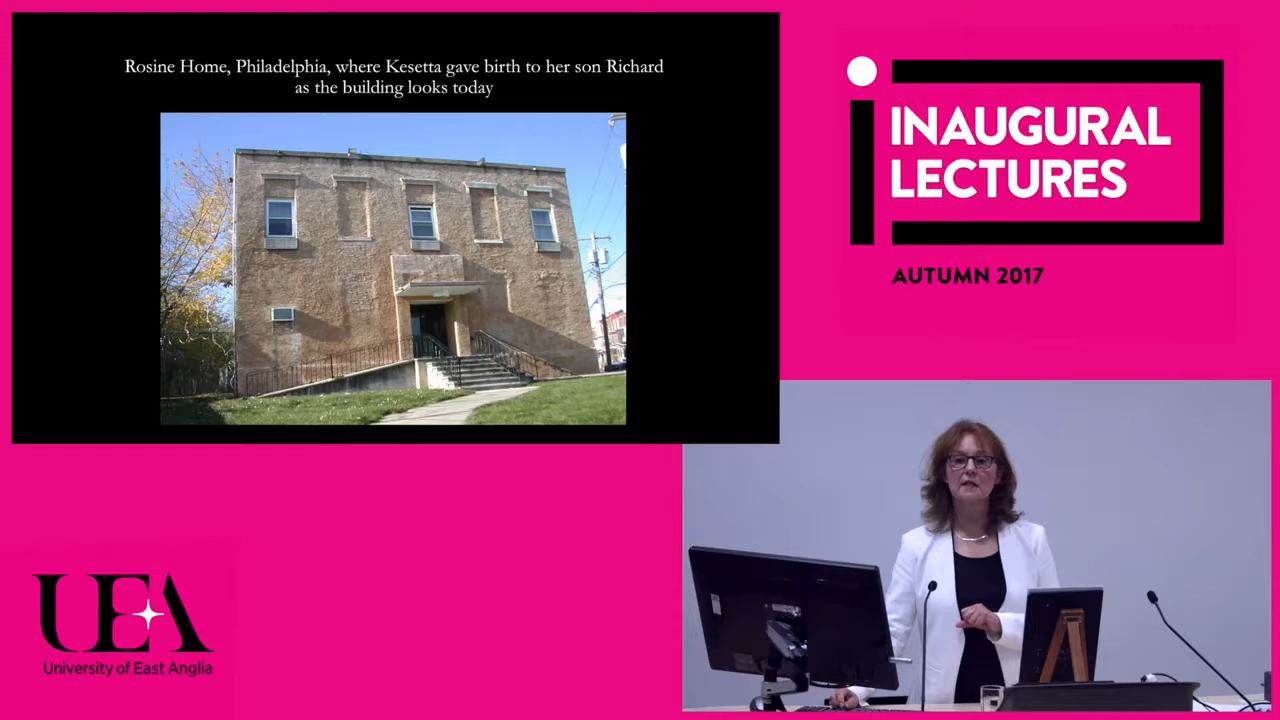 Rosine Home, Philadelphia, where Kesetta gave birth to her son Richard
as the building looks today
INAUGURAL
LECTURES
AUTUMN 2017
UEA
University of East Anglia